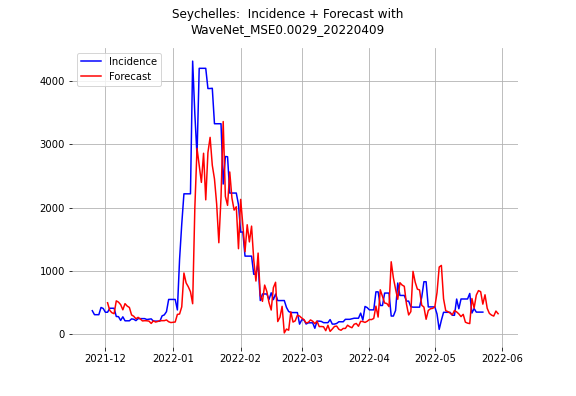 Seychelles:  Incidence + Forecast with
WaveNet_MSE0.0029_20220409
Incidence
Forecast
4000
3000
2000
1000
0
2021-12 2022-01 2022-02 2022-03 2022-04 2022-05 2022-06